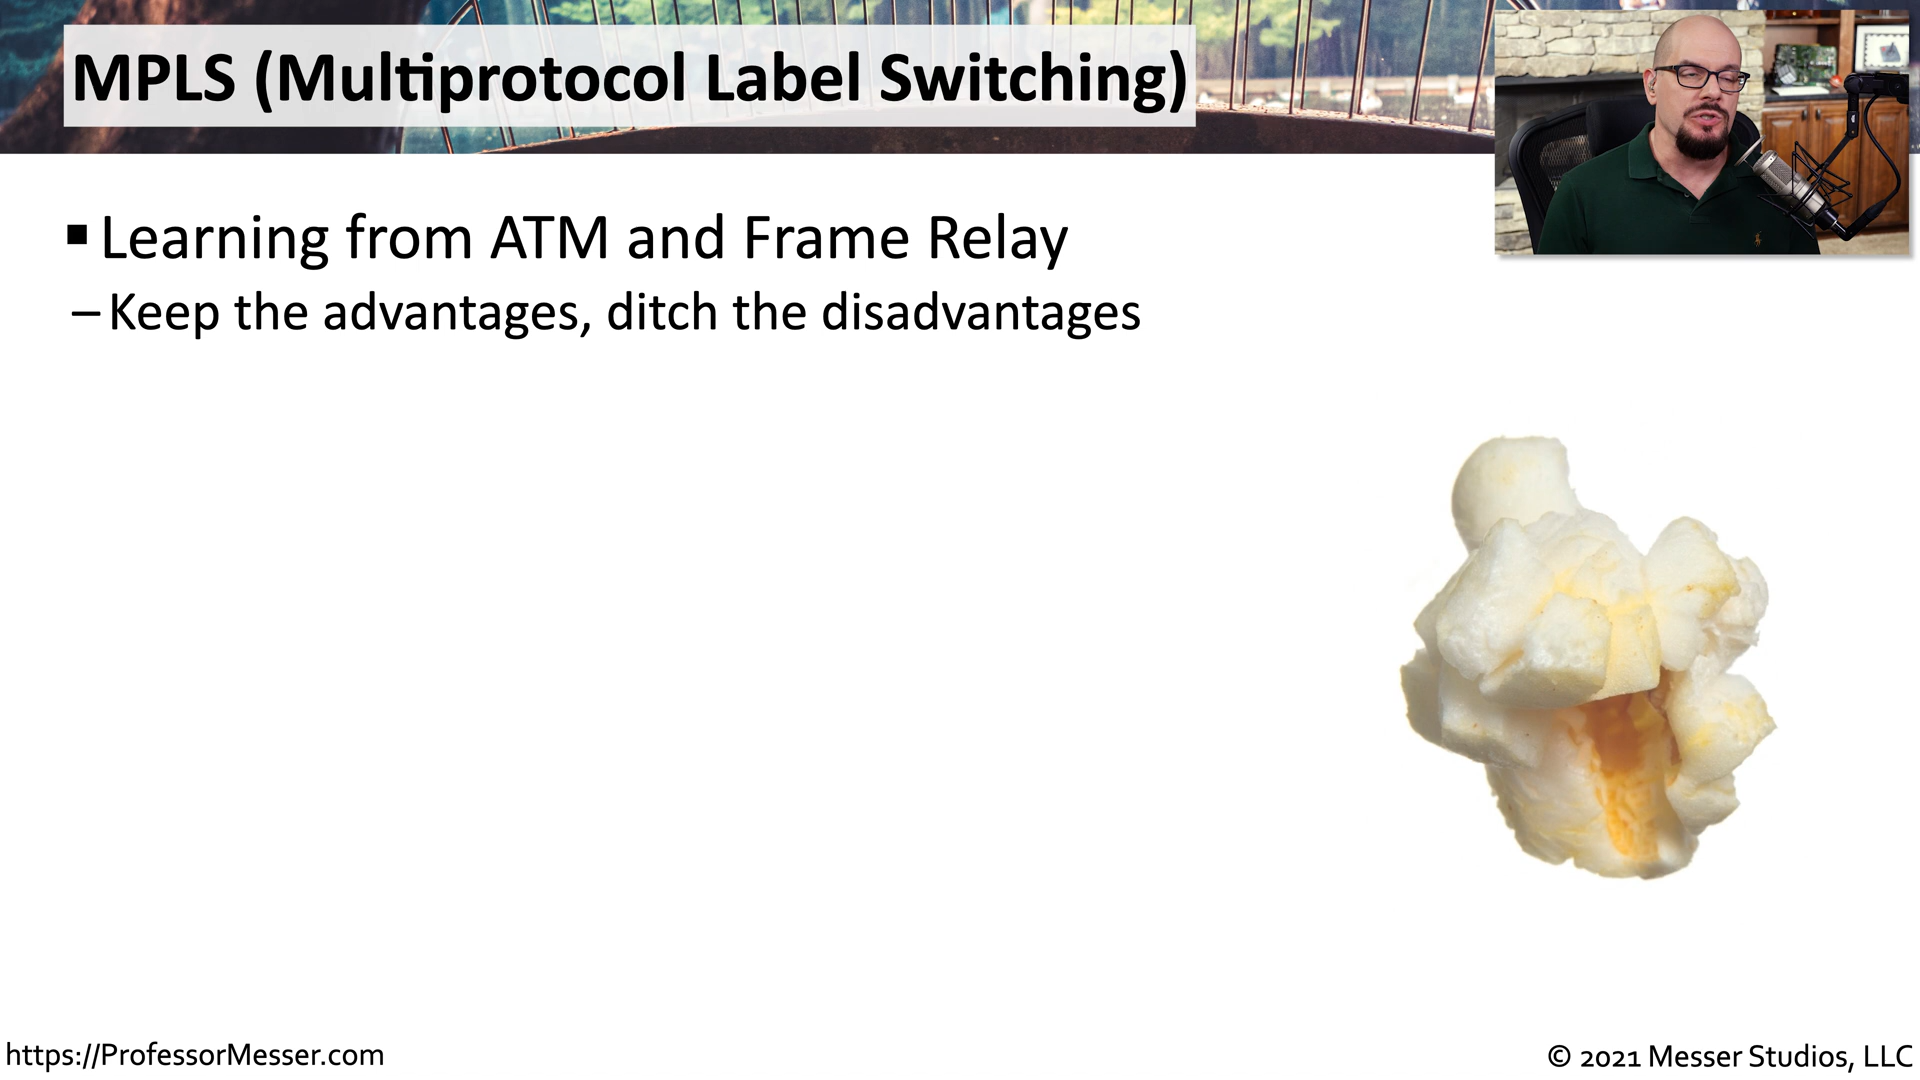 MPLS (Multiprotocol Label Switching)
▪ Learning from ATM and Frame Relay
– Keep the advantages, ditch the disadvantages
https://ProfessorMesser.com
© 2021 Messer Studios, LLC